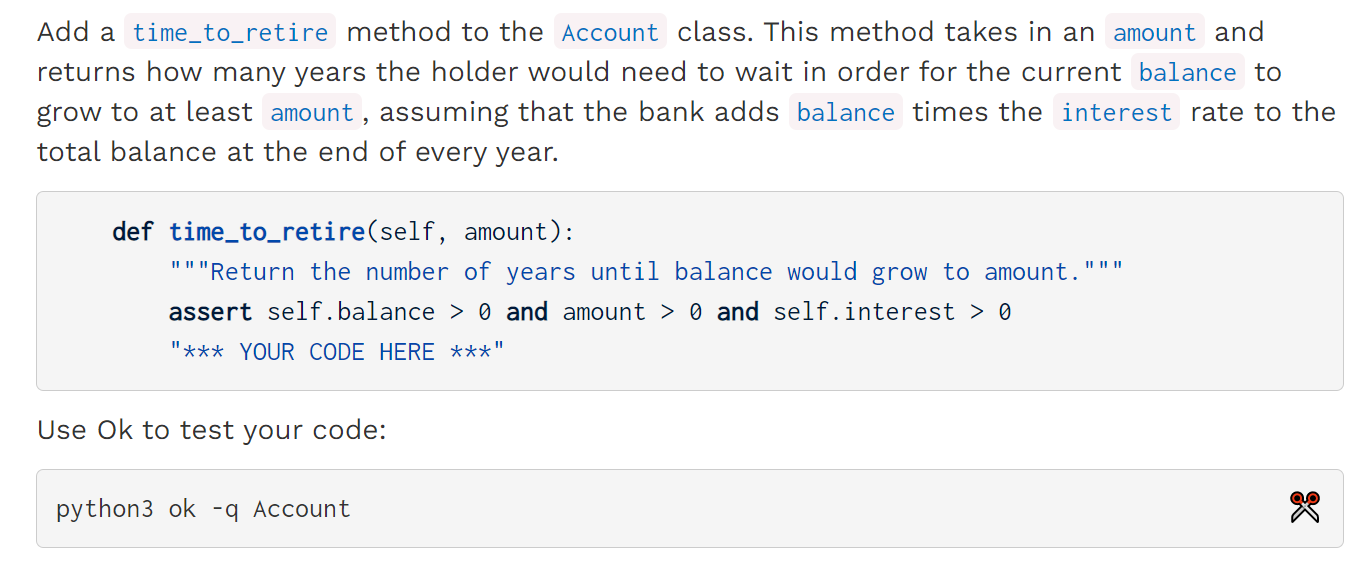 Add a time_to_retire method to the Account class. This method takes in an amount and
returns how many years the holder would need to wait in order for the current balance to
grow to at least amount, assuming that the bank adds balance times the interest rate to the
total balance at the end of every year.
def time_to_retire(self, amount):
"""Return the number of years until balance would grow to amount."""
assert self.balance > 0 and amount > 0 and self.interest > 0
"*** YOUR CODE HERE ***"
Use Ok to test your code:
python3 ok -q Account